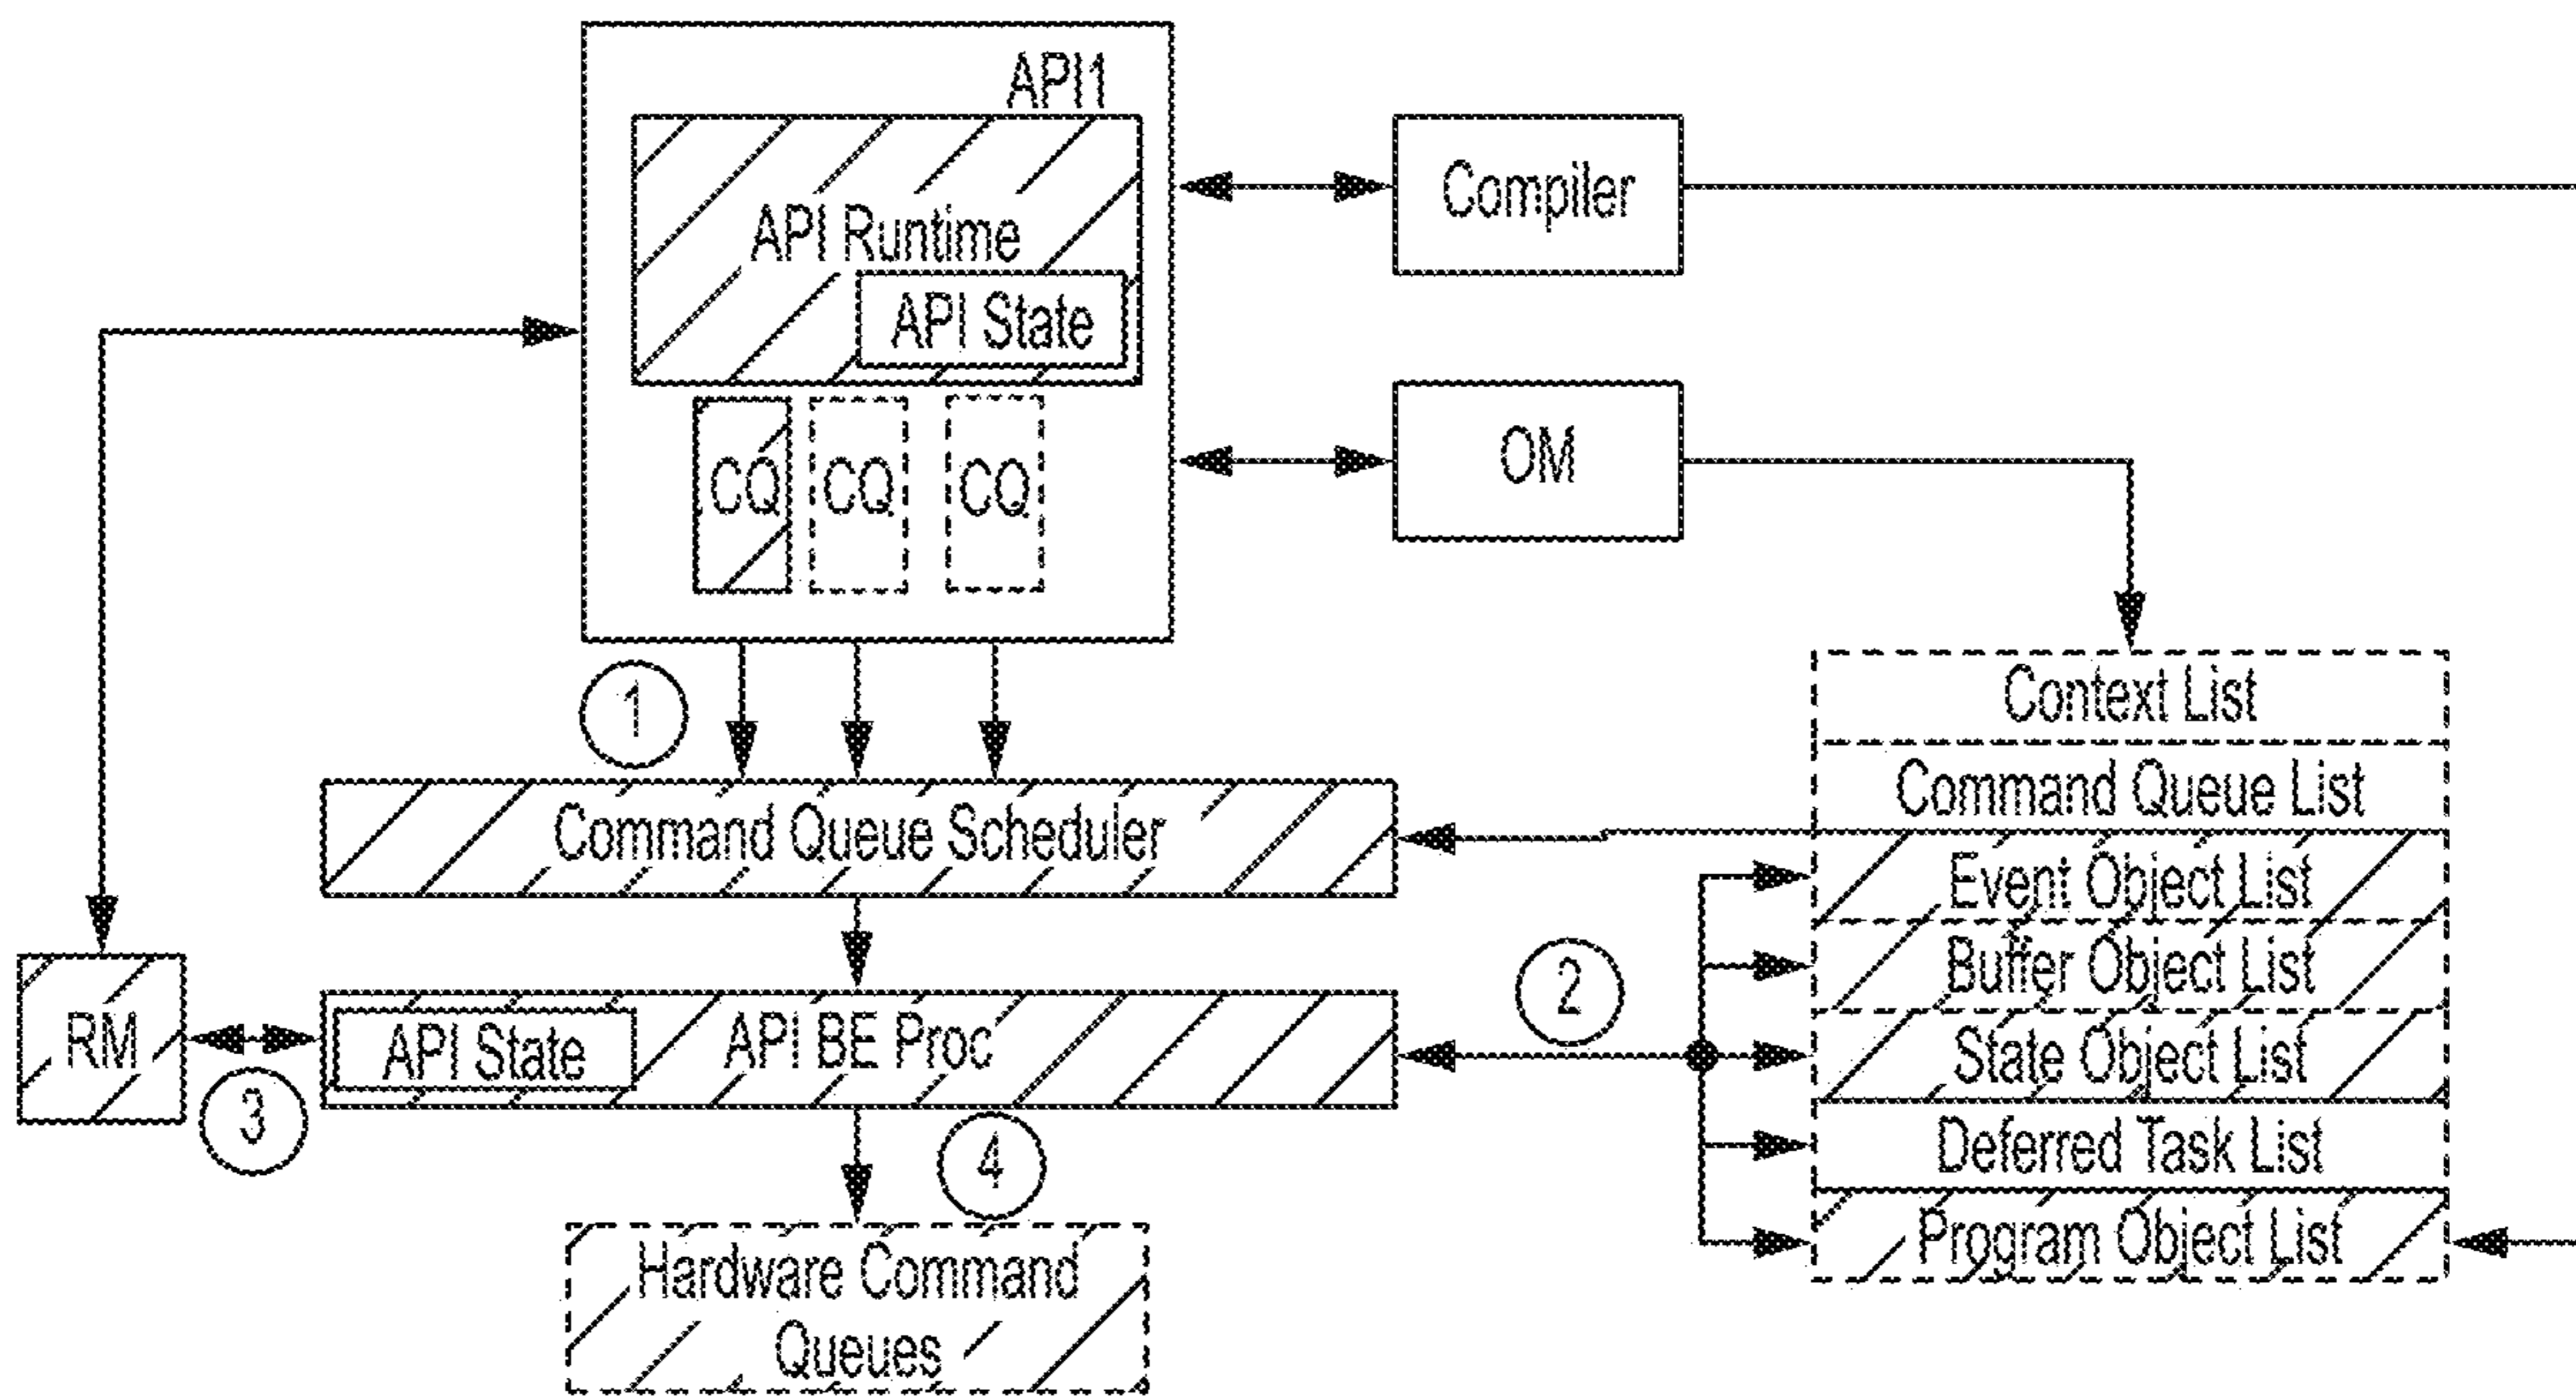 API1
API Runtime
API State
Compiler
CQ
CQ
CQ
OM
1
Context List
Command Queue List
Command Queue Scheduler
Event Object List
Buffer Object List
2
RM
API State
API BE Proc
State Object List
3
4
Deferred Task List
Program Object List
Hardware Command
Queues